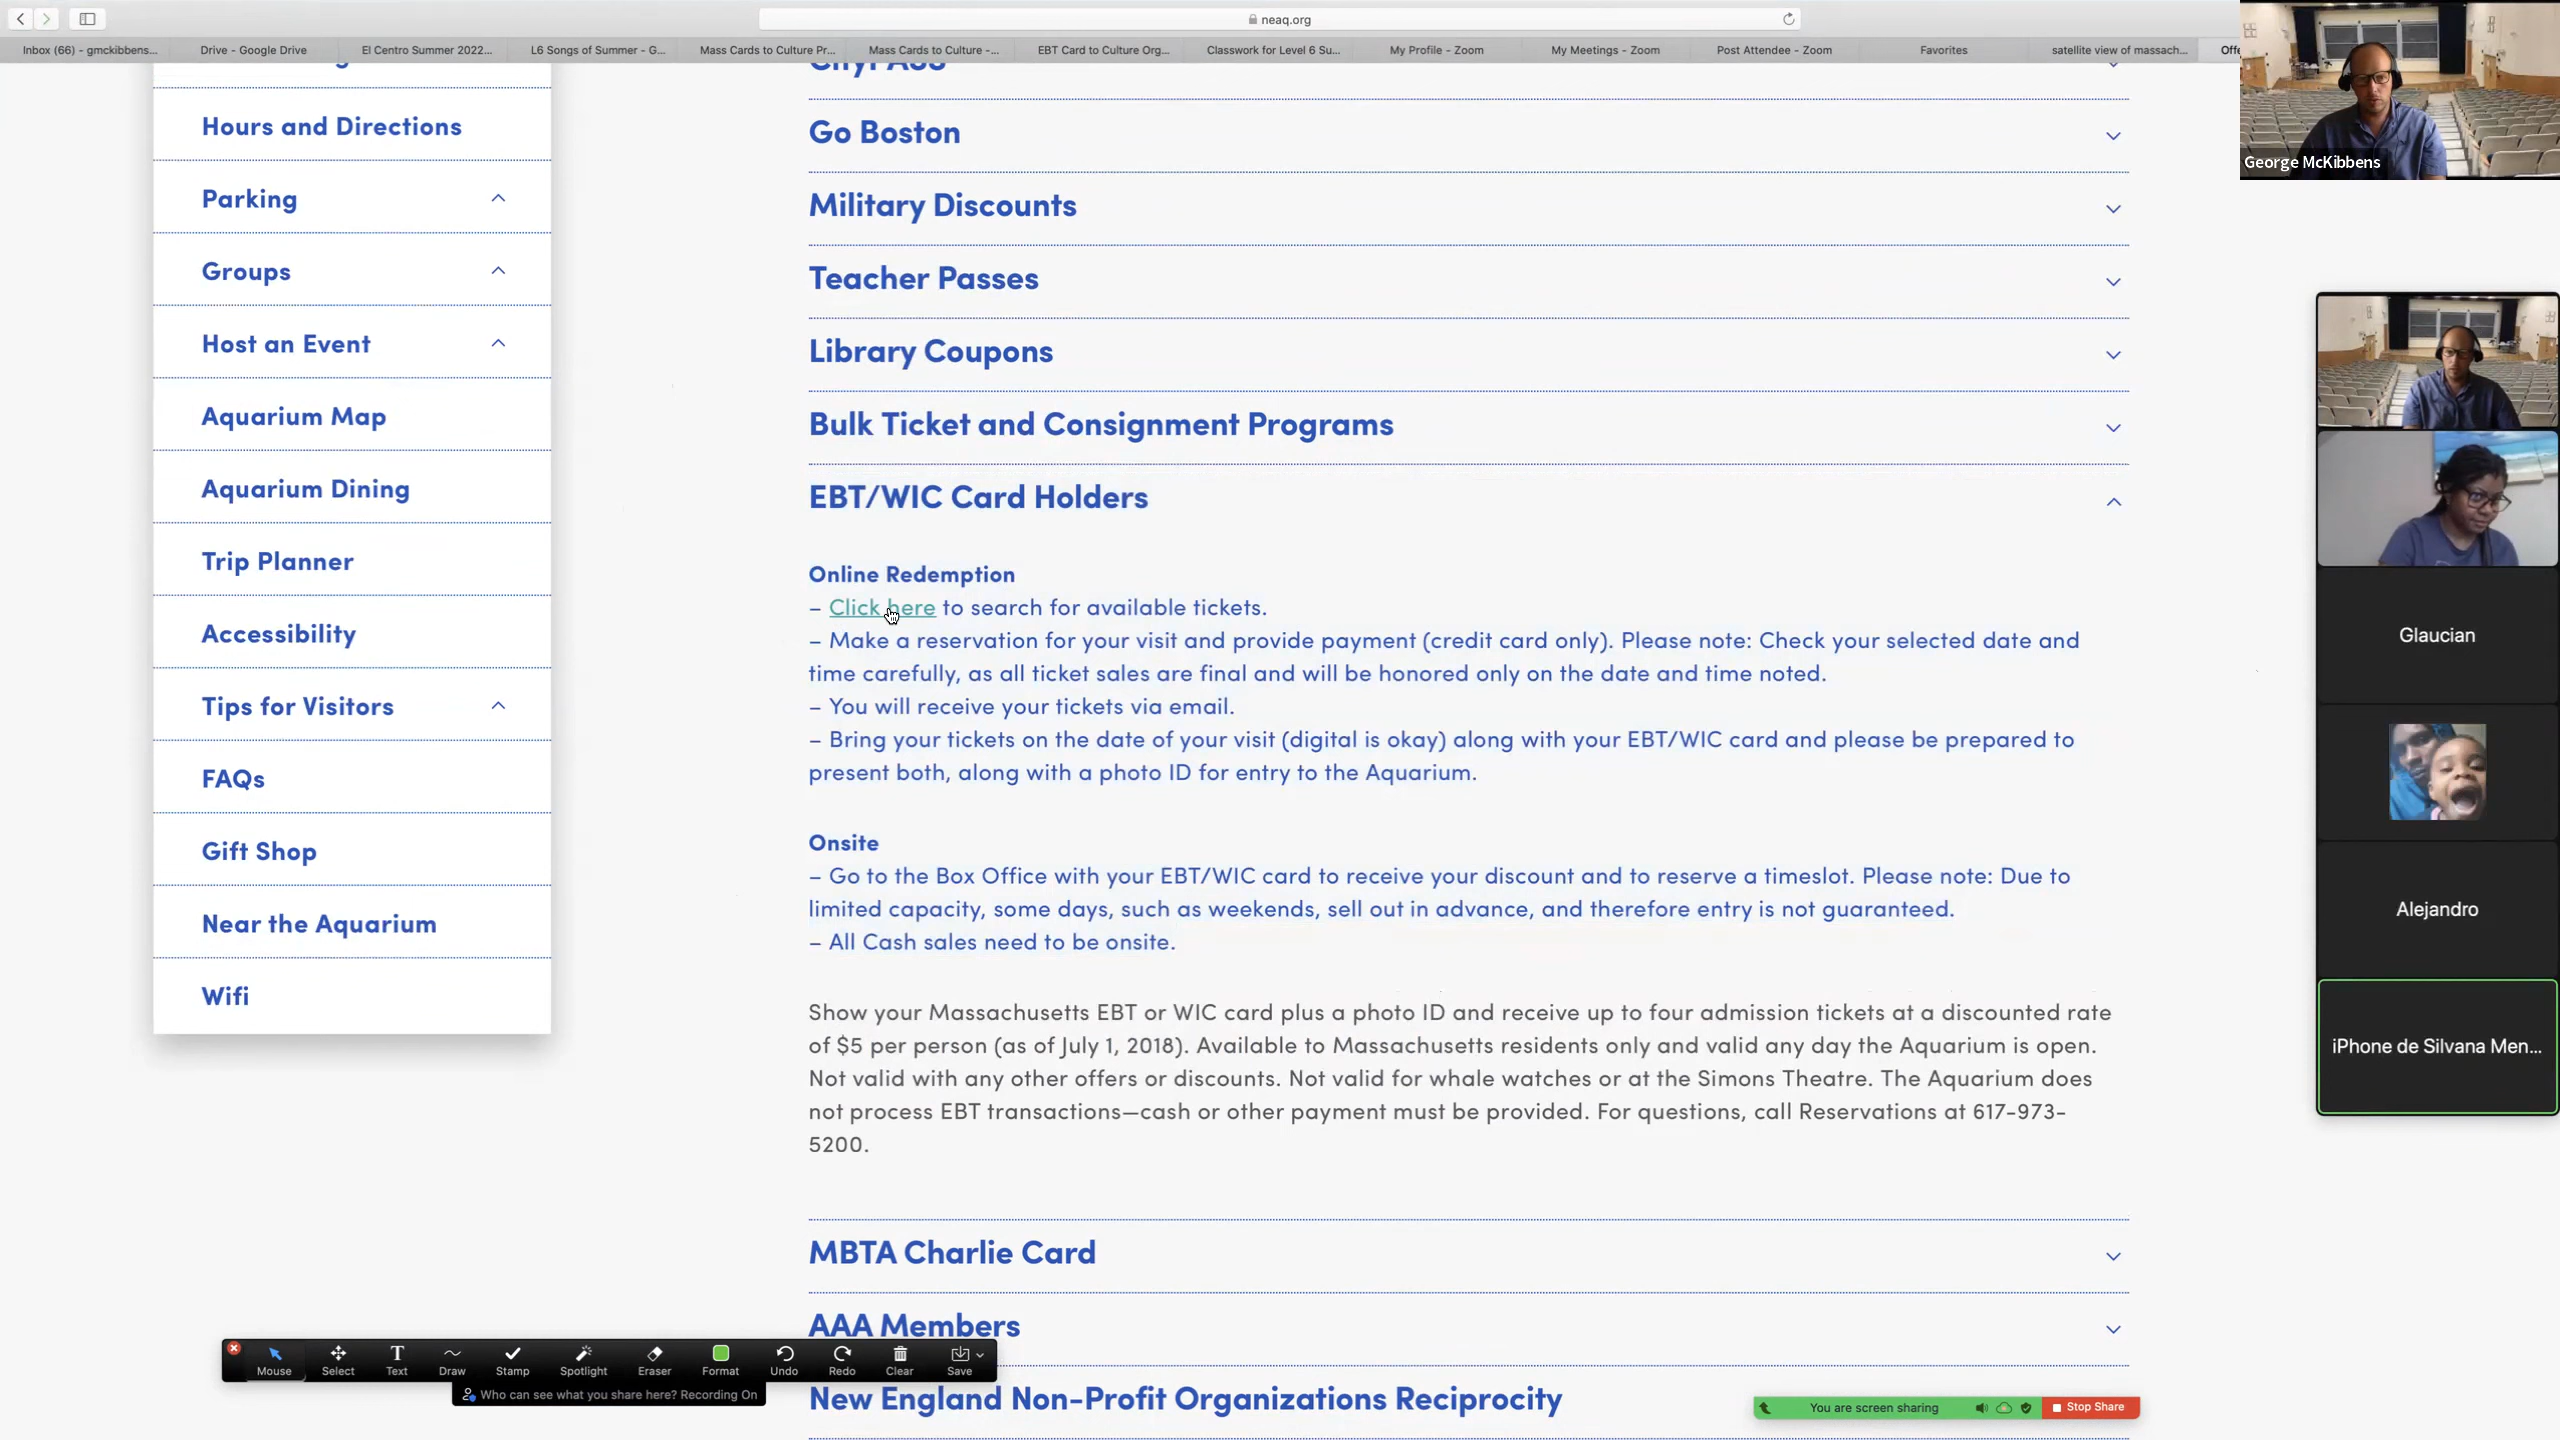 neaq.org
Inbox (66) - gmckibbens...
Drive - Google Drive
El Centro Summer 2022...
L6 Songs of Summer - G...
Mass Cards to Culture Pr...
Mass Cards to Culture -...
EBT Card to Culture Org...
Classwork for Level 6 Su...
My Profile - Zoom
My Meetings - Zoom
Post Attendee - Zoom
Favorites
satellite view of massach...
Offe
George McKibbens
Hours and Directions
Parking
Groups
Host an Event
Aquarium Map
Aquarium Dining
Trip Planner
Accessibility
Tips for Visitors
FAQs
Gift Shop
Near the Aquarium
Wifi
Go Boston
Military Discounts
Teacher Passes
Library Coupons
Bulk Ticket and Consignment Programs
EBT/WIC Card Holders
Online Redemption
– Click here to search for available tickets.
– Make a reservation for your visit and provide payment (credit card only). Please note: Check your selected date and
time carefully, as all ticket sales are final and will be honored only on the date and time noted.
– You will receive your tickets via email.
– Bring your tickets on the date of your visit (digital is okay) along with your EBT/WIC card and please be prepared to
present both, along with a photo ID for entry to the Aquarium.
Onsite
– Go to the Box Office with your EBT/WIC card to receive your discount and to reserve a timeslot. Please note: Due to
limited capacity, some days, such as weekends, sell out in advance, and therefore entry is not guaranteed.
– All Cash sales need to be onsite.
Show your Massachusetts EBT or WIC card plus a photo ID and receive up to four admission tickets at a discounted rate
of $5 per person (as of July 1, 2018). Available to Massachusetts residents only and valid any day the Aquarium is open.
Not valid with any other offers or discounts. Not valid for whale watches or at the Simons Theatre. The Aquarium does
not process EBT transactions—cash or other payment must be provided. For questions, call Reservations at 617-973-
5200.
MBTA Charlie Card
AAA Members
New England Non-Profit Organizations Reciprocity
Glaucian
Alejandro
iPhone de Silvana Men...
Mouse
Select
Text
Draw
Stamp
Spotlight
Eraser
Format
Undo
Redo
Clear
Save
Who can see what you share here? Recording On
You are screen sharing
Stop Share